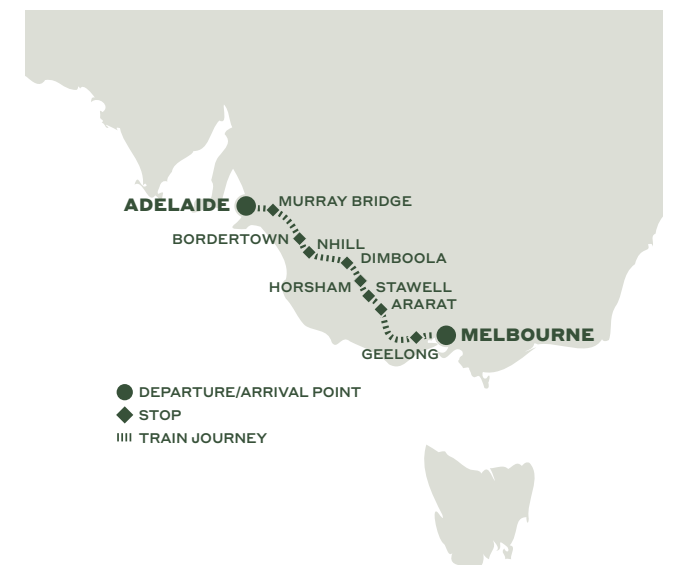 ADELAIDE
MURRAY BRIDGE
BORDERTOWN
NHILL
DIMBOOLA
HORSHAM
STAWELL
ARARAT
MELBOURNE
GEELONG
DEPARTURE/ARRIVAL POINT
STOP
TRAIN JOURNEY